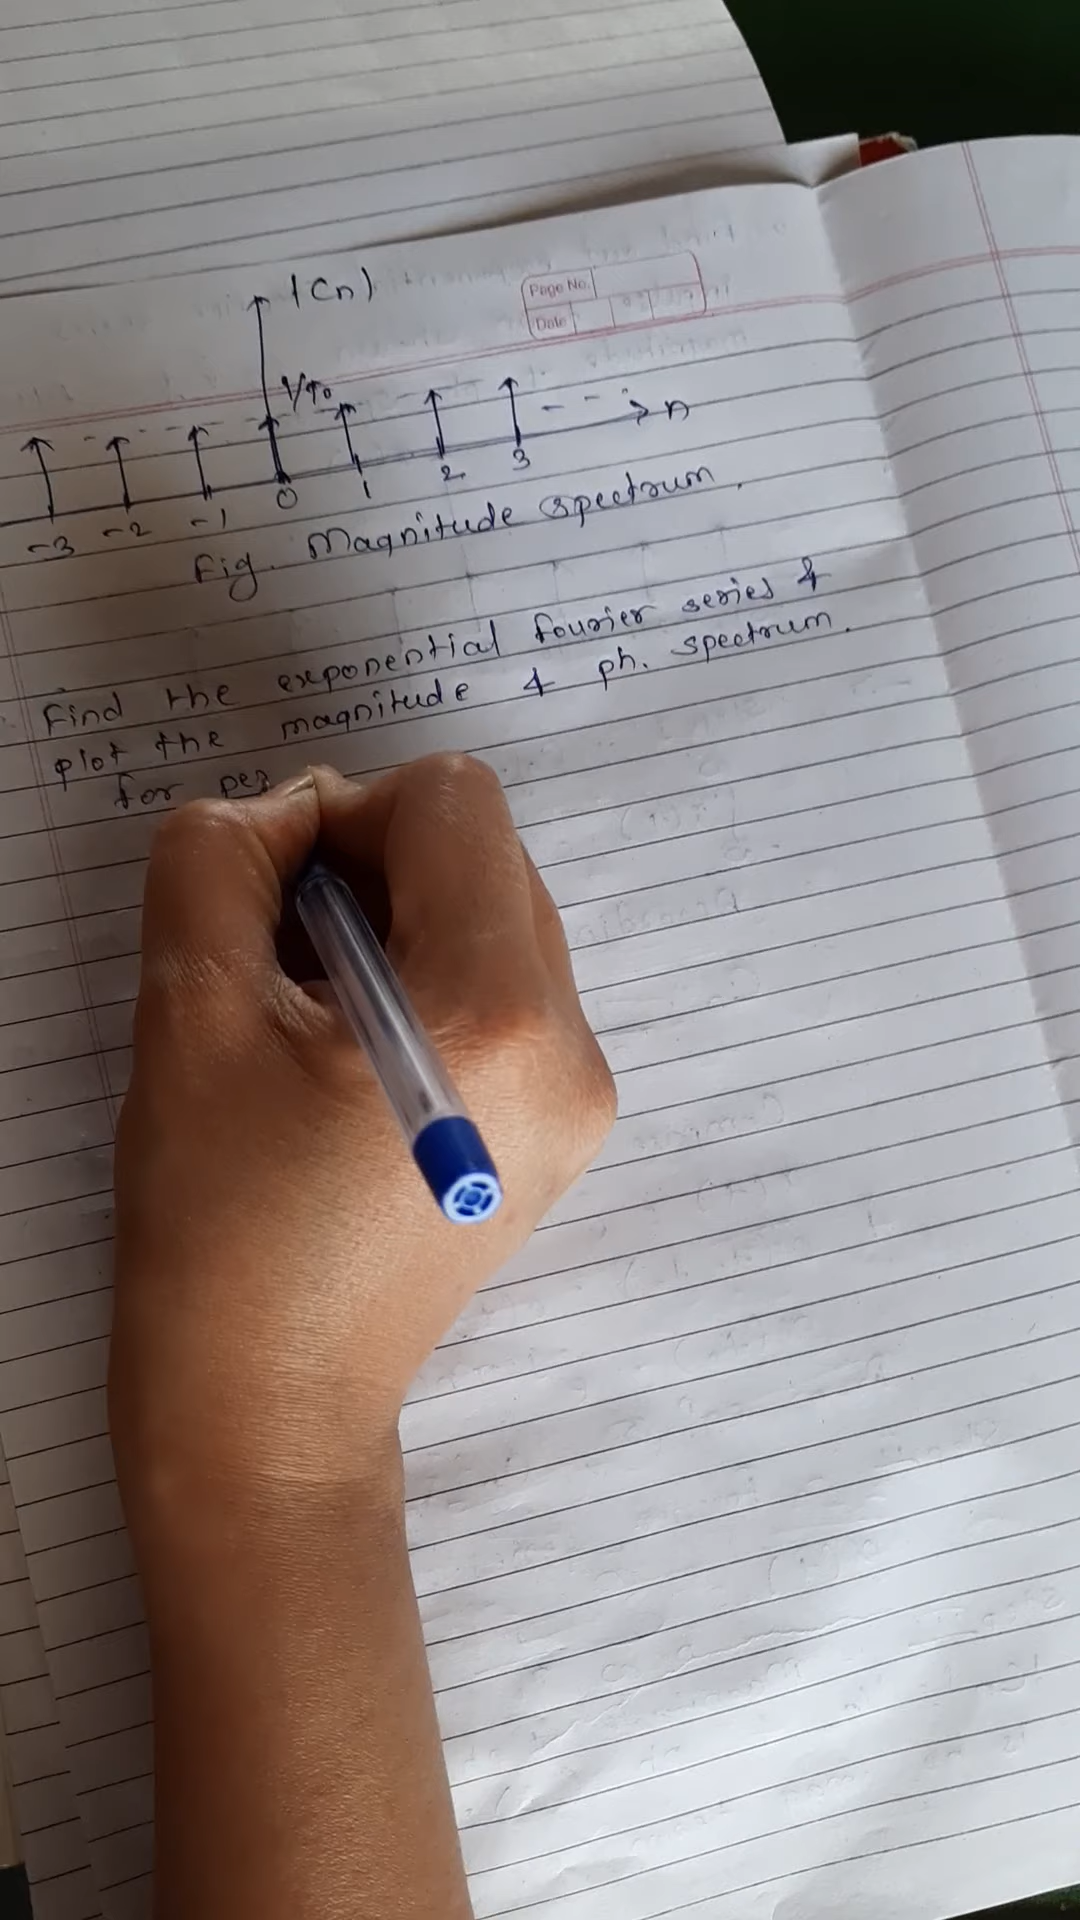 |Cn|
Page No.
Date
1/T0
n
-3 -2 -1 0 1 2 3
Fig. Magnitude spectrum.
Find the exponential fourier series &
plot the magnitude & ph. spectrum.
for per